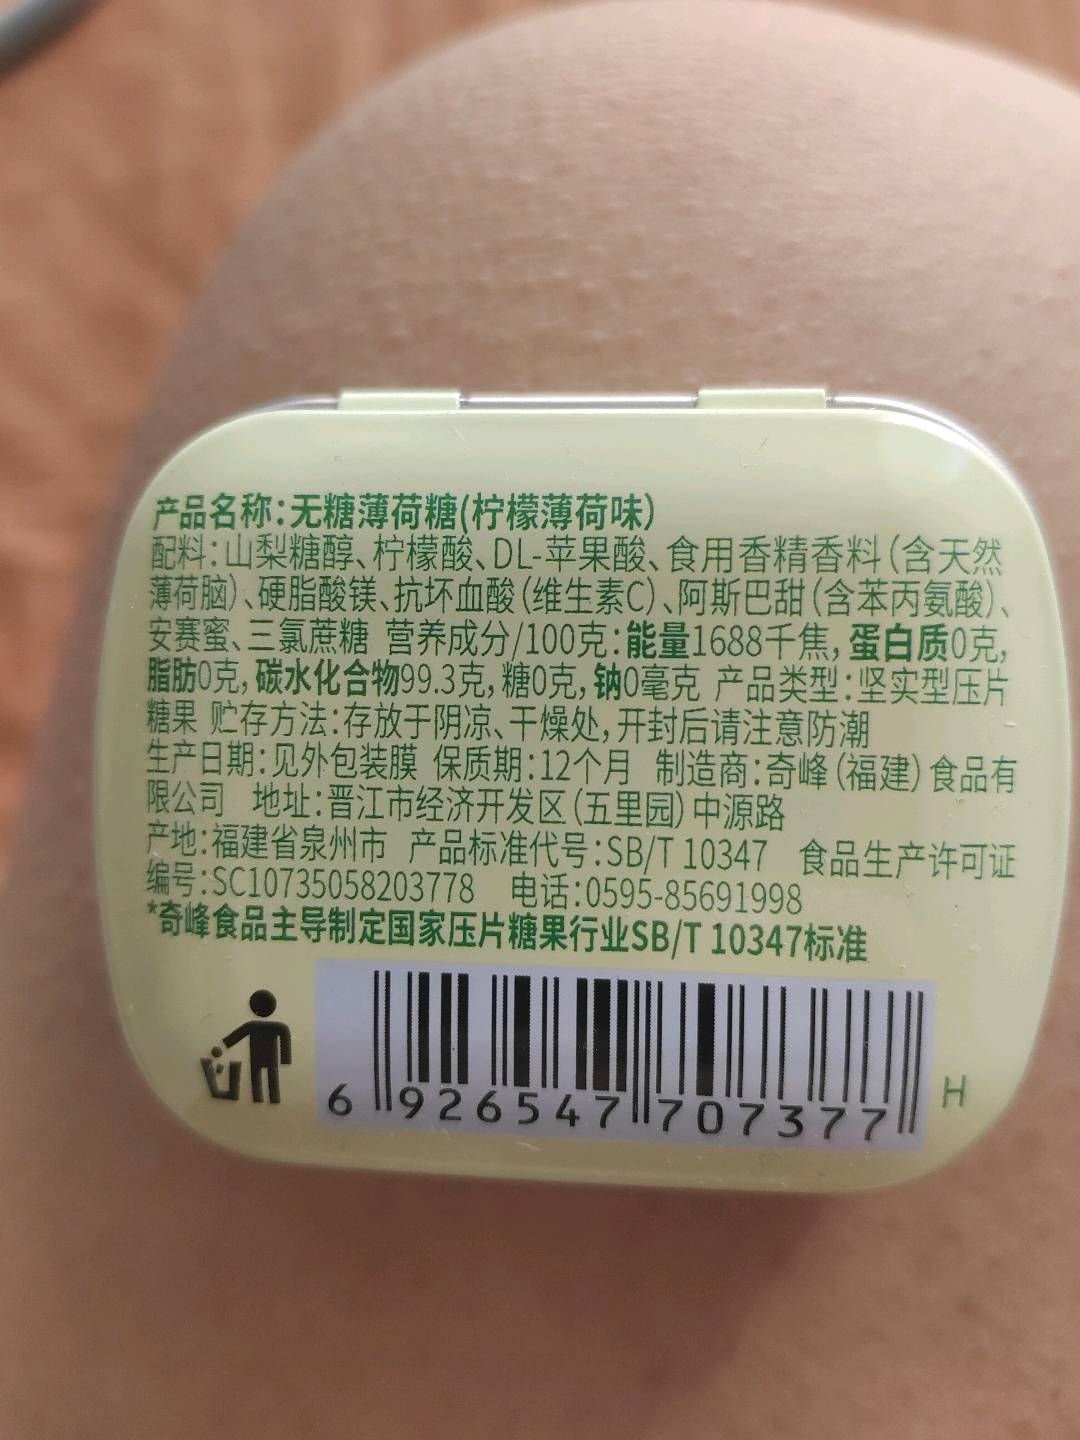 产品名称:无糖薄荷糖(柠檬薄荷味)
配料:山梨糖醇、柠檬酸、DL-苹果酸、食用香精香料(含天然
薄荷脑)、硬脂酸镁、抗坏血酸(维生素C)、阿斯巴甜(含苯丙氨酸)、
安赛蜜、三氯蔗糖 营养成分/100克:能量1688千焦,蛋白质0克,
脂肪0克,碳水化合物99.3克,糖0克,钠0毫克 产品类型:坚实型压片
糖果 贮存方法:存放于阴凉、干燥处,开封后请注意防潮
生产日期:见外包装膜 保质期:12个月 制造商:奇峰(福建)食品有
限公司 地址:晋江市经济开发区(五里园)中源路
产地:福建省泉州市 产品标准代号:SB/T 10347 食品生产许可证
编号:SC10735058203778 电话:0595-85691998
*奇峰食品主导制定国家压片糖果行业SB/T 10347标准
6 926547 707377
H